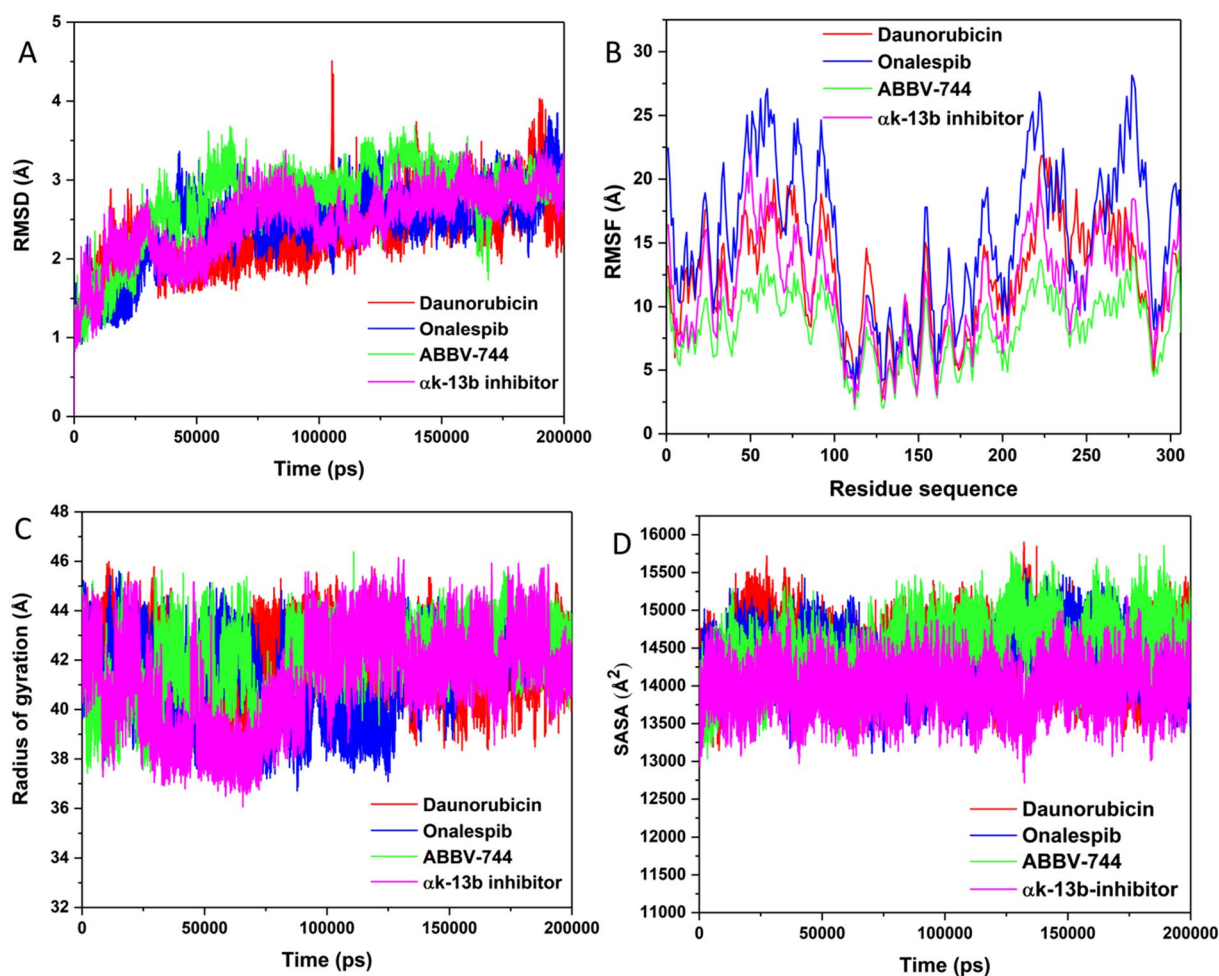 A
RMSD (Å)
5
4
3
2
1
0
Daunorubicin
Onalespib
ABBV-744
αk-13b inhibitor
0
50000
100000
150000
200000
Time (ps)
B
RMSF (Å)
30
25
20
15
10
5
0
Daunorubicin
Onalespib
ABBV-744
αk-13b inhibitor
0
50
100
150
200
250
300
Residue sequence
C
Radius of gyration (Å)
48
46
44
42
40
38
36
34
32
Daunorubicin
Onalespib
ABBV-744
αk-13b inhibitor
0
50000
100000
150000
200000
Time (ps)
D
SASA (Å²)
16000
15500
15000
14500
14000
13500
13000
12500
12000
11500
11000
Daunorubicin
Onalespib
ABBV-744
αk-13b-inhibitor
0
50000
100000
150000
200000
Time (ps)